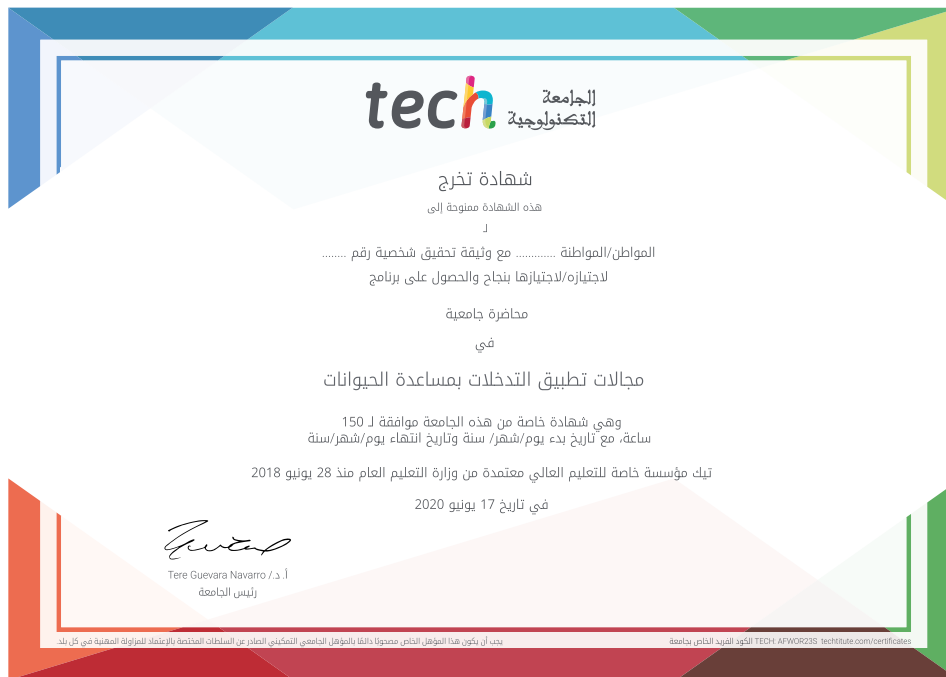 tech الجامعة
التكنولوجية
شهادة تخرج
هذه الشهادة ممنوحة إلى
لـ
المواطن/المواطنة ............ مع وثيقة تحقيق شخصية رقم ........
لاجتيازه/لاجتيازها بنجاح والحصول على برنامج
محاضرة جامعية
في
مجالات تطبيق التدخلات بمساعدة الحيوانات
وهي شهادة خاصة من هذه الجامعة موافقة لـ 150
ساعة، مع تاريخ بدء يوم/شهر/ سنة وتاريخ انتهاء يوم/شهر/سنة
تيك مؤسسة خاصة للتعليم العالي معتمدة من وزارة التعليم العام منذ 28 يونيو 2018
في تاريخ 17 يونيو 2020
أ. د./ Tere Guevara Navarro
رئيس الجامعة
يجب أن يكون هذا المؤهل الخاص مصحوبًا دائمًا بالمؤهل الجامعي التمكيني الصادر عن السلطات المختصة بالإعتماد للمزاولة المهنية في كل بلد.
الكود الفريد الخاص بجامعة TECH: AFWOR23S techtitute.com/certificates